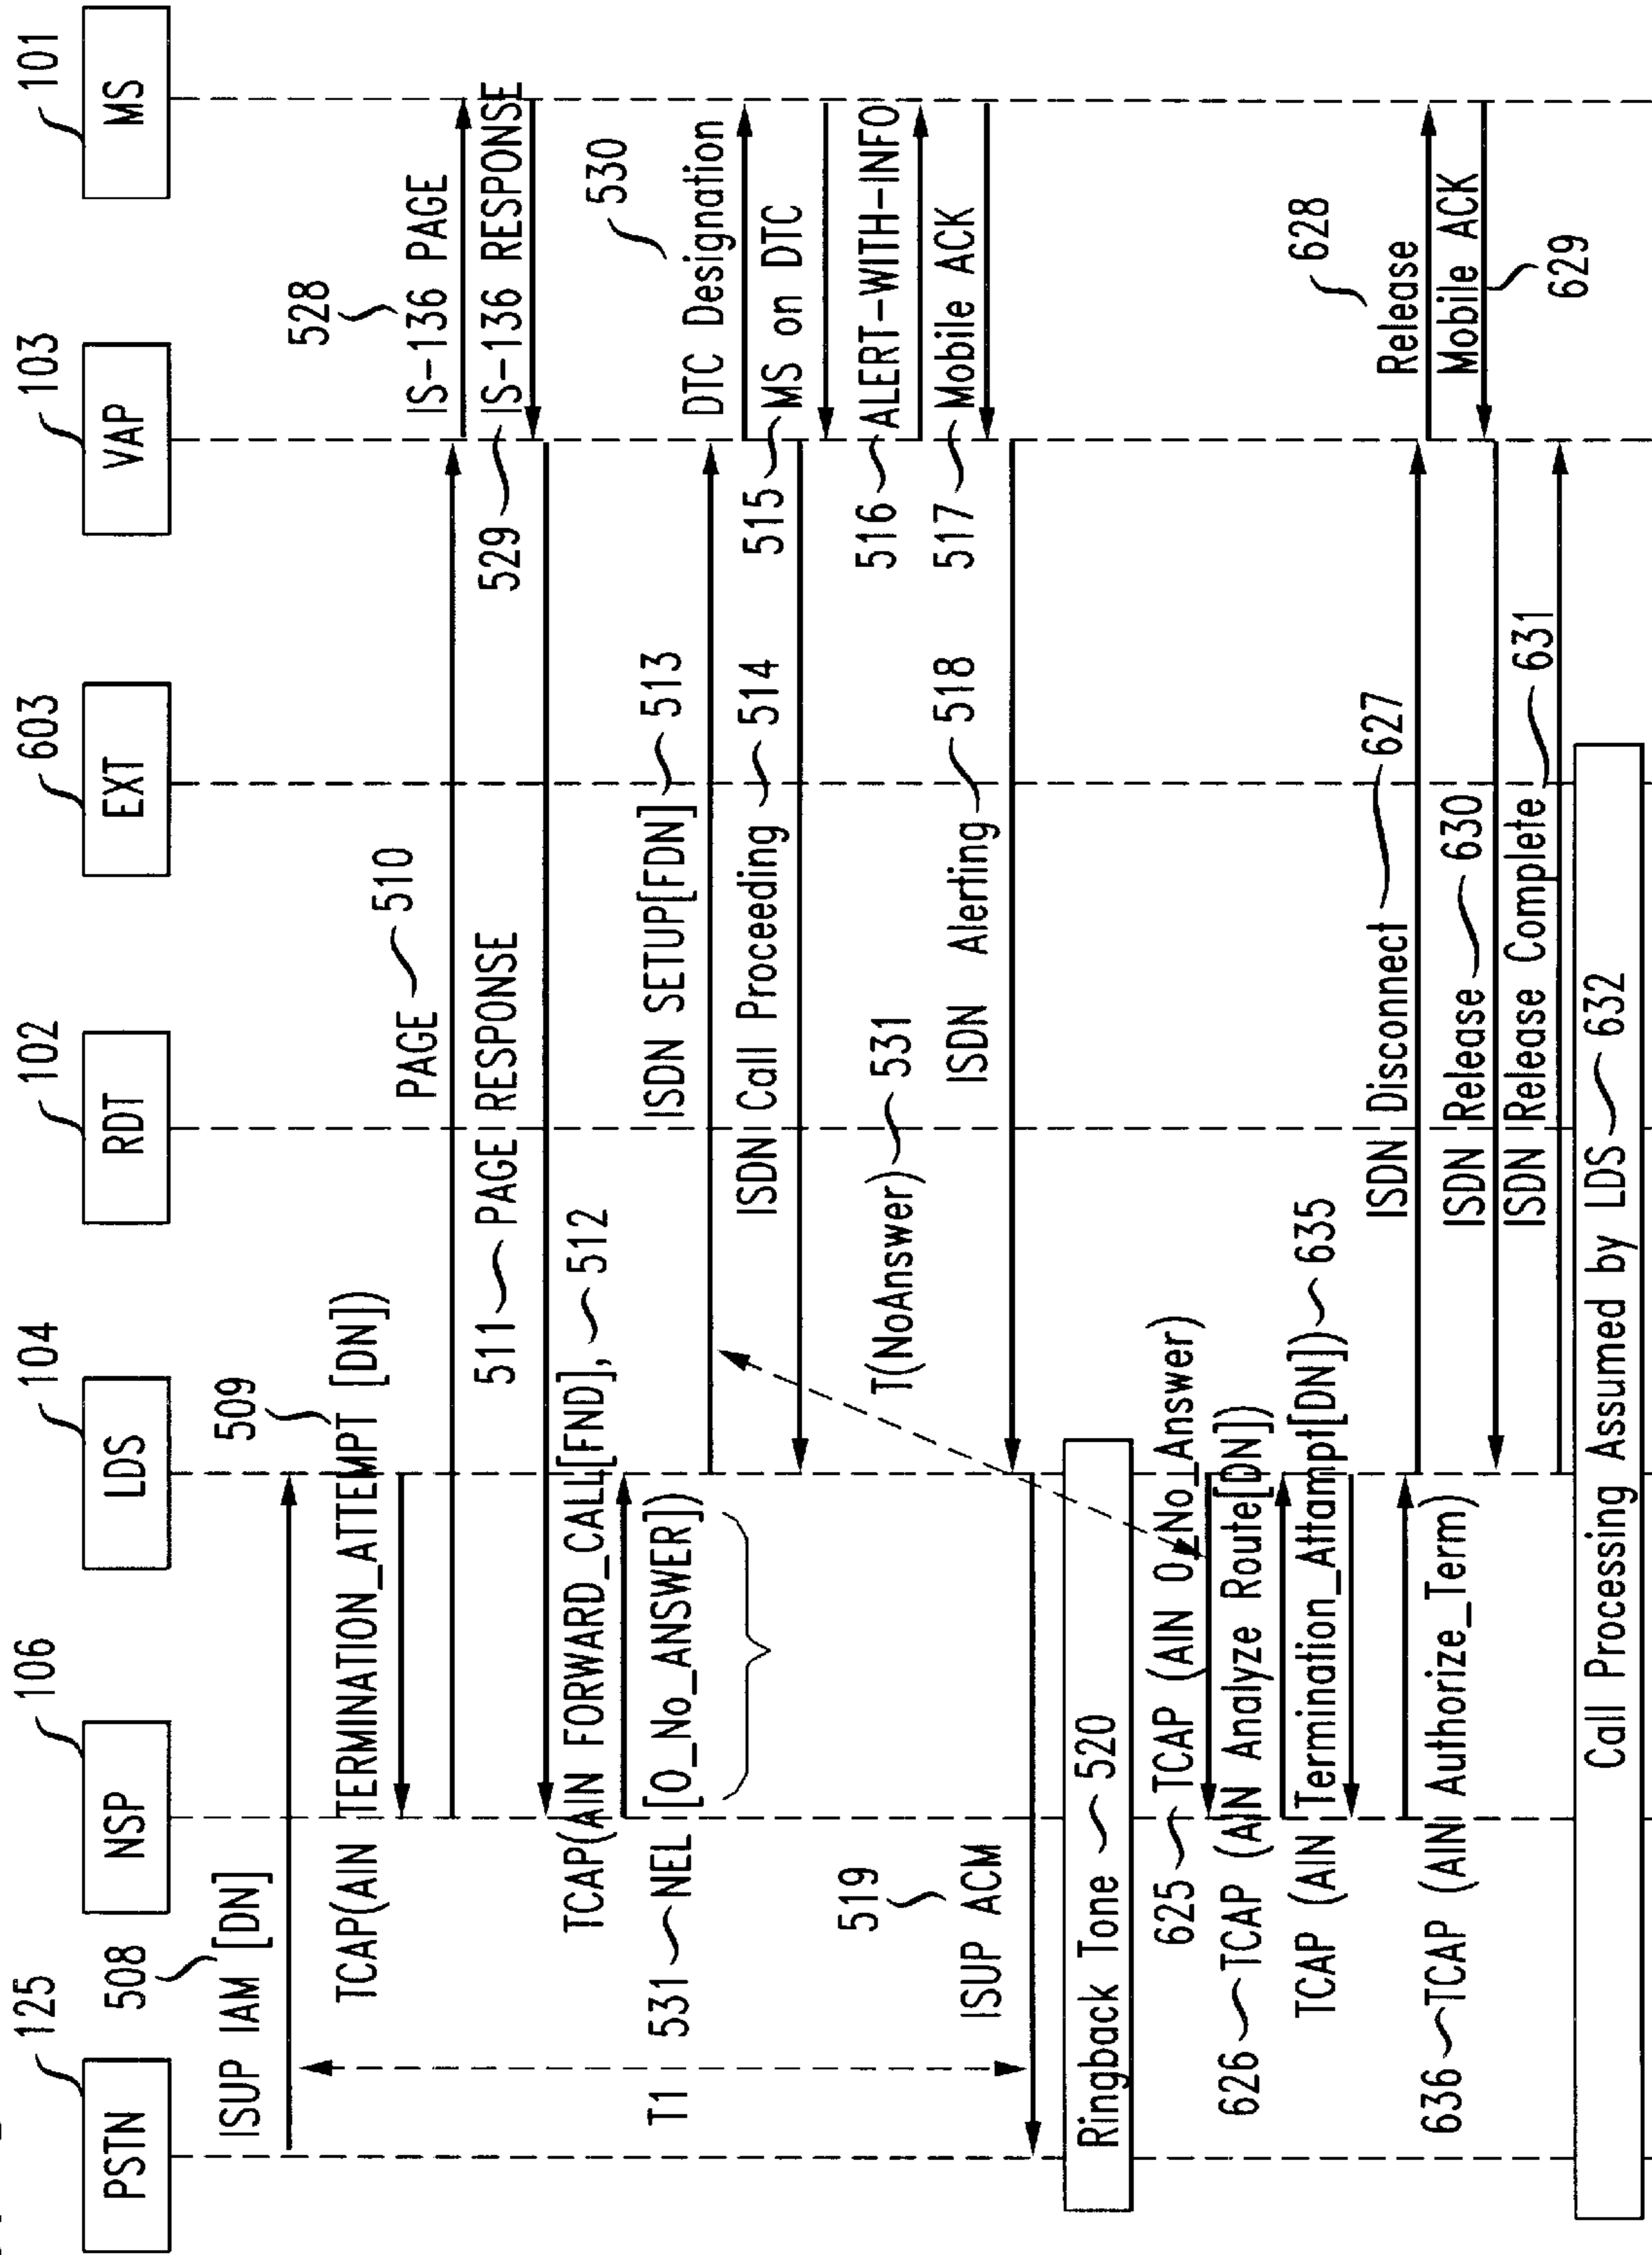 PSTN
125
NSP
106
LDS
104
RDT
102
EXT
603
VAP
103
MS
101
ISUP IAM [DN]
508
TCAP(AIN TERMINATION_ATTEMPT [DN])
509
PAGE
510
IS-136 PAGE
528
529
IS-136 RESPONSE
511
PAGE RESPONSE
TCAP(AIN FORWARD_CALL[FND],
512
531
NEL [O_No_ANSWER])
T1
ISDN SETUP[FDN]
513
DTC Designation
530
ISDN Call Proceeding
514
515
MS on DTC
516
ALERT-WITH-INFO
517
Mobile ACK
T(NoAnswer)
531
ISDN Alerting
518
519
ISUP ACM
Ringback Tone
520
625
TCAP (AIN O_No_Answer)
626
TCAP (AN Analyze Route[DN])
TCAP (AIN Termination_Attampt[DN])
635
636
TCAP (AIN Authorize_Term)
ISDN Disconnect
627
628
Release
Mobile ACK
629
ISDN Release
630
ISDN Release Complete
631
Call Processing Assumed by LDS
632